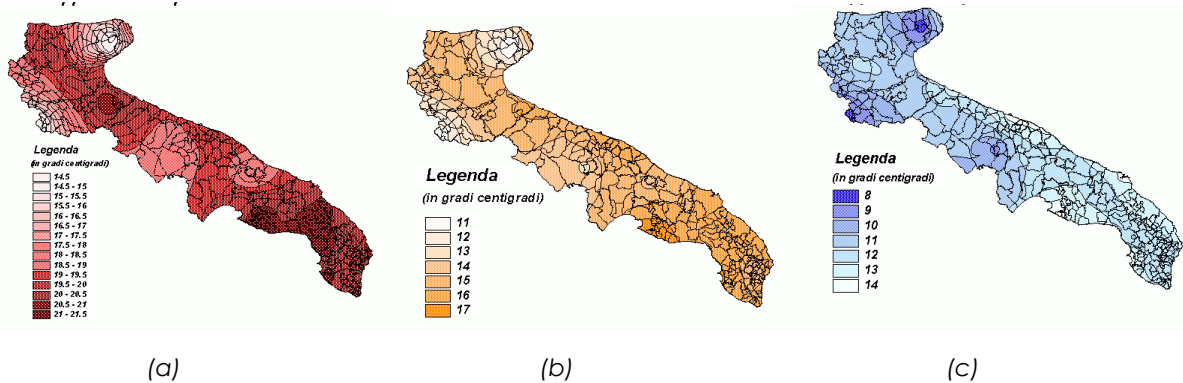 Legenda
(in gradi centigradi)
14.5
14.5 - 15
15 - 15.5
15.5 - 16
16 - 16.5
16.5 - 17
17 - 17.5
17.5 - 18
18 - 18.5
18.5 - 19
19 - 19.5
19.5 - 20
20 - 20.5
20.5 - 21
21 - 21.5
(a)
Legenda
(in gradi centigradi)
11
12
13
14
15
16
17
(b)
Legenda
(in gradi centigradi)
8
9
10
11
12
13
14
(c)